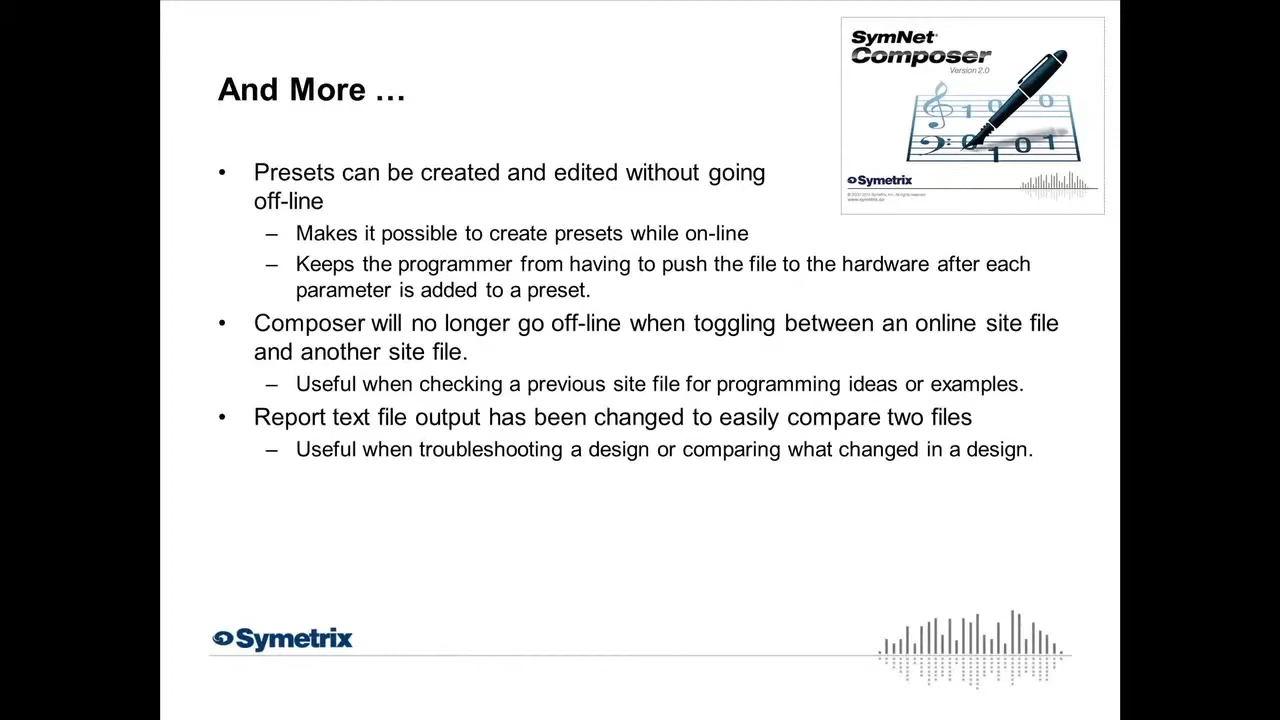 SymNet
Composer
Version 2.0
And More …
• Presets can be created and edited without going
off-line
– Makes it possible to create presets while on-line
– Keeps the programmer from having to push the file to the hardware after each
parameter is added to a preset.
• Composer will no longer go off-line when toggling between an online site file
and another site file.
– Useful when checking a previous site file for programming ideas or examples.
• Report text file output has been changed to easily compare two files
– Useful when troubleshooting a design or comparing what changed in a design.
Symetrix
Symetrix